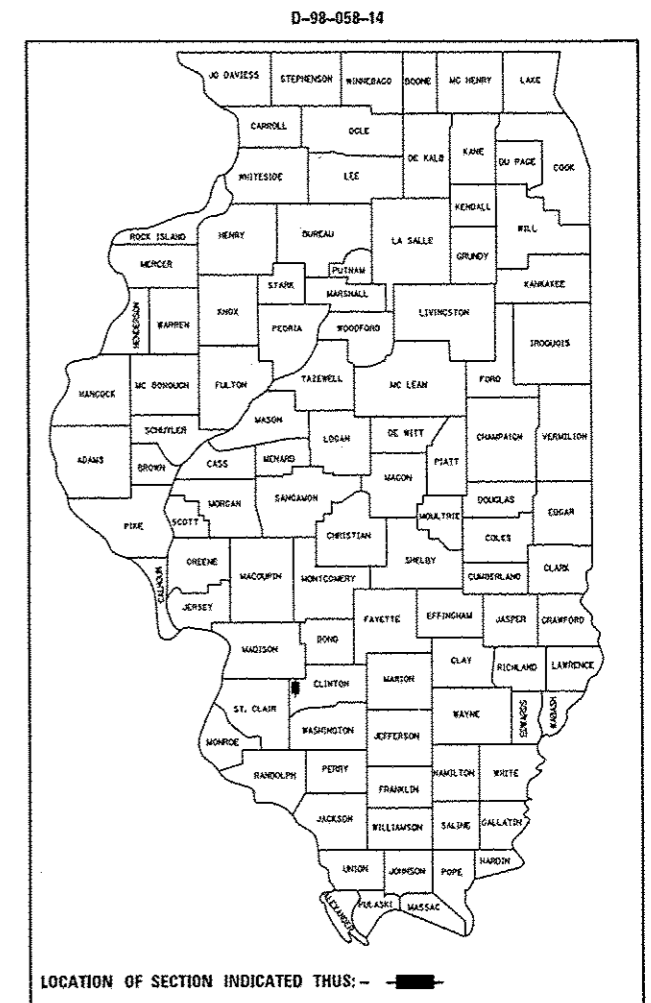 D-98-058-14
JO DAVIESS STEPHENSON WINNEBAGO BOONE MC HENRY LAKE
CARROLL OGLE DE KALB KANE DU PAGE COOK
WHITESIDE LEE KENDALL WILL
ROCK ISLAND HENRY BUREAU LA SALLE GRUNDY
MERCER PUTNAM KANKAKEE
STARK MARSHALL
HENDERSON WARREN KNOX PEORIA WOODFORD LIVINGSTON IROQUOIS
HANCOCK MC DONOUGH FULTON TAZEWELL MC LEAN FORD
MASON
SCHUYLER LOGAN DE WITT CHAMPAIGN VERMILION
ADAMS BROWN CASS MENARD PIATT
MACON
MORGAN SANGAMON DOUGLAS EDGAR
PIKE SCOTT CHRISTIAN MOULTRIE COLES
SHELBY
GREENE MACOUPIN MONTGOMERY CUMBERLAND CLARK
CALHOUN JERSEY FAYETTE EFFINGHAM JASPER CRAWFORD
MADISON BOND
CLAY RICHLAND LAWRENCE
CLINTON MARION
ST. CLAIR WAYNE EDWARDS WABASH
WASHINGTON JEFFERSON
MONROE
RANDOLPH PERRY HAMILTON WHITE
FRANKLIN
JACKSON WILLIAMSON SALINE GALLATIN
UNION JOHNSON POPE HARDIN
ALEXANDER PULASKI MASSAC
LOCATION OF SECTION INDICATED THUS: -